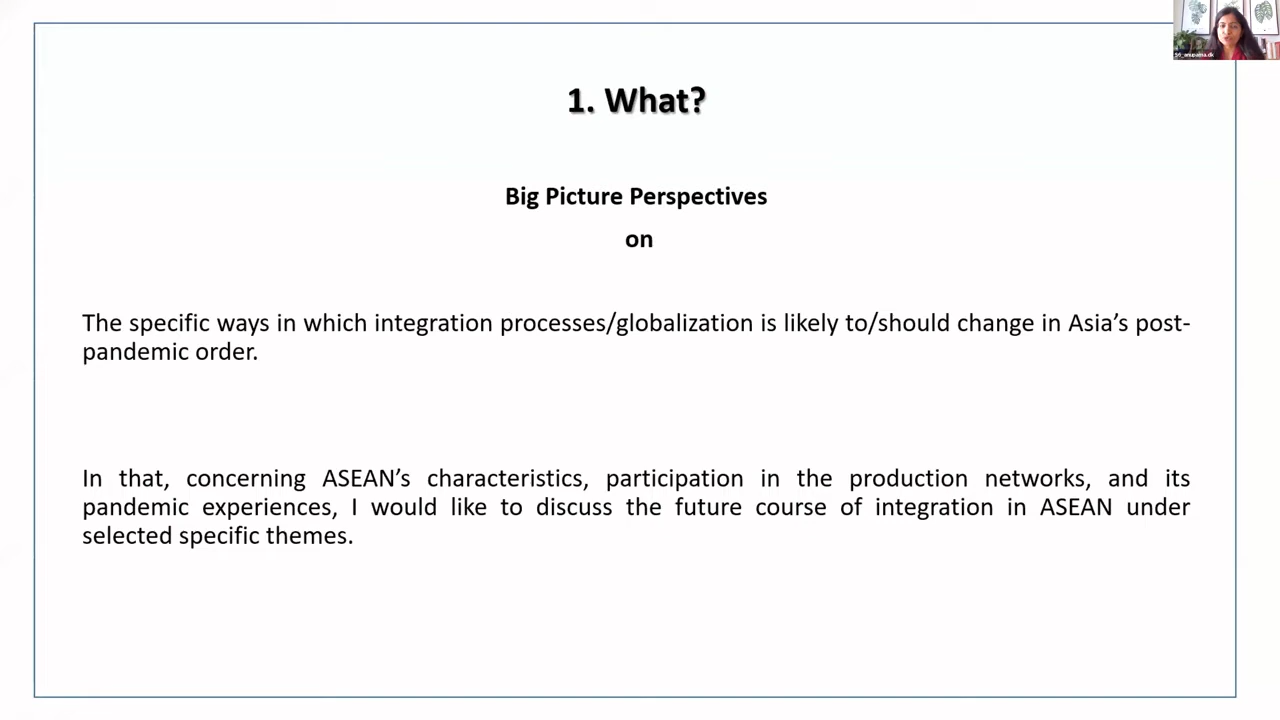 56_anupama.dk
1. What?
Big Picture Perspectives
on
The specific ways in which integration processes/globalization is likely to/should change in Asia’s post-
pandemic order.
In that, concerning ASEAN’s characteristics, participation in the production networks, and its
pandemic experiences, I would like to discuss the future course of integration in ASEAN under
selected specific themes.